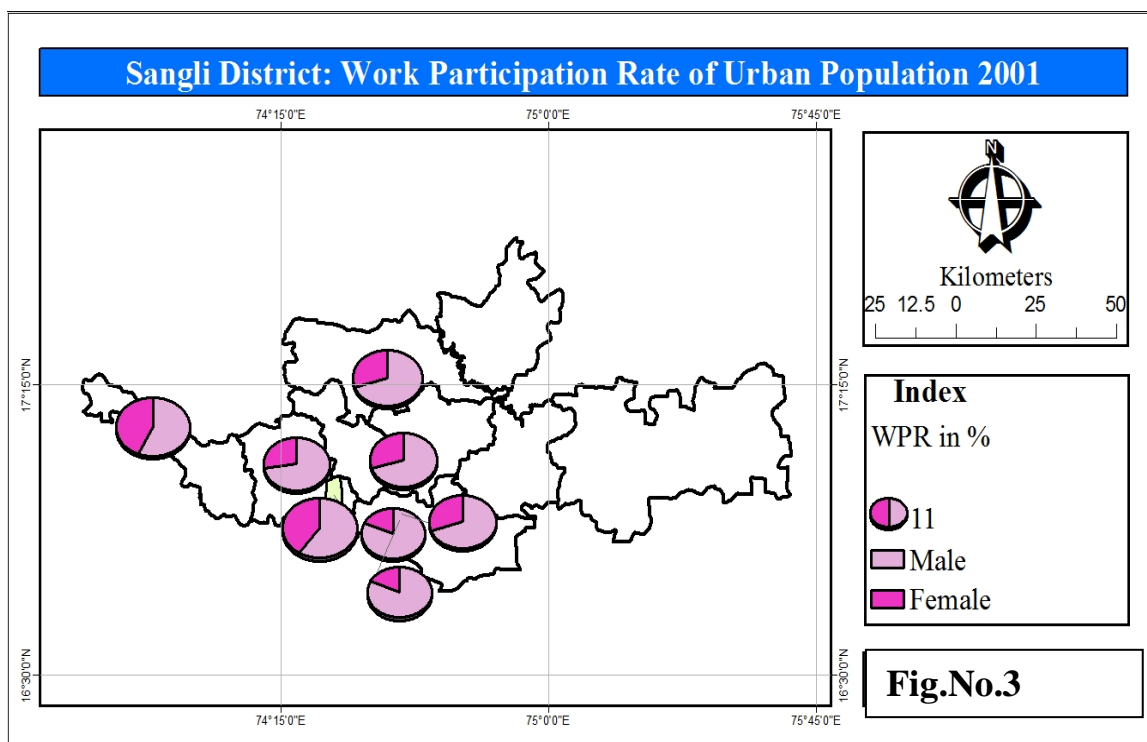 Sangli District: Work Participation Rate of Urban Population 2001
74°15'0"E 75°0'0"E 75°45'0"E
N
Kilometers
25 12.5 0 25 50
17°15'0"N 17°15'0"N
Index
WPR in %
11
Male
Female
16°30'0"N 16°30'0"N
Fig.No.3
74°15'0"E 75°0'0"E 75°45'0"E